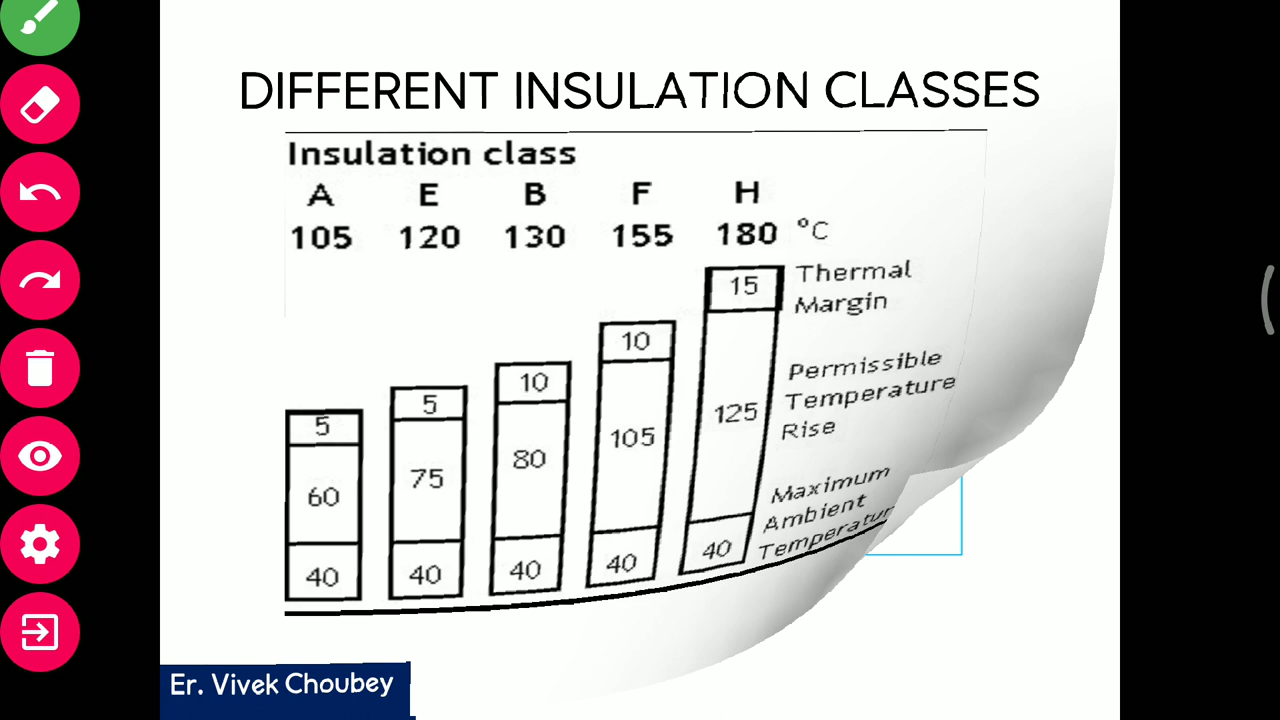 DIFFERENT INSULATION CLASSES
Insulation class
A E B F H
105 120 130 155 180 °C
15 Thermal
Margin
10
10
5
5
Permissible
Temperature
Rise
60 75 80 105 125
Maximum
Ambient
40 40 40 40 40
Er. Vivek Choubey